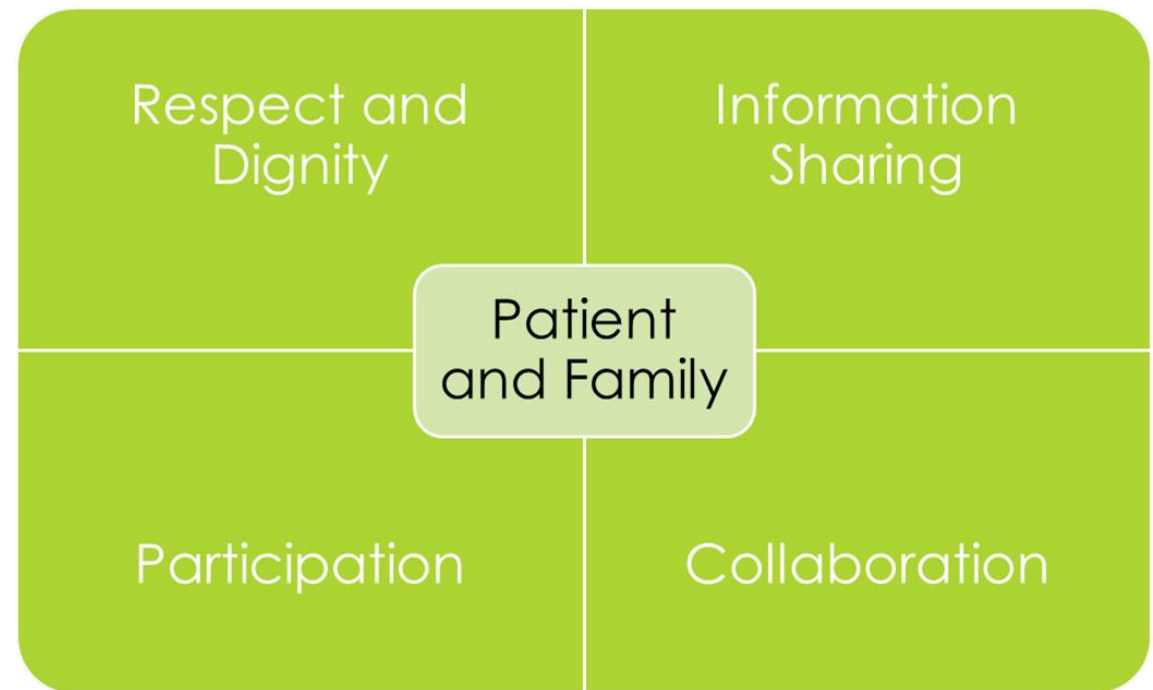 Respect and
Dignity
Information
Sharing
Patient
and Family
Participation
Collaboration